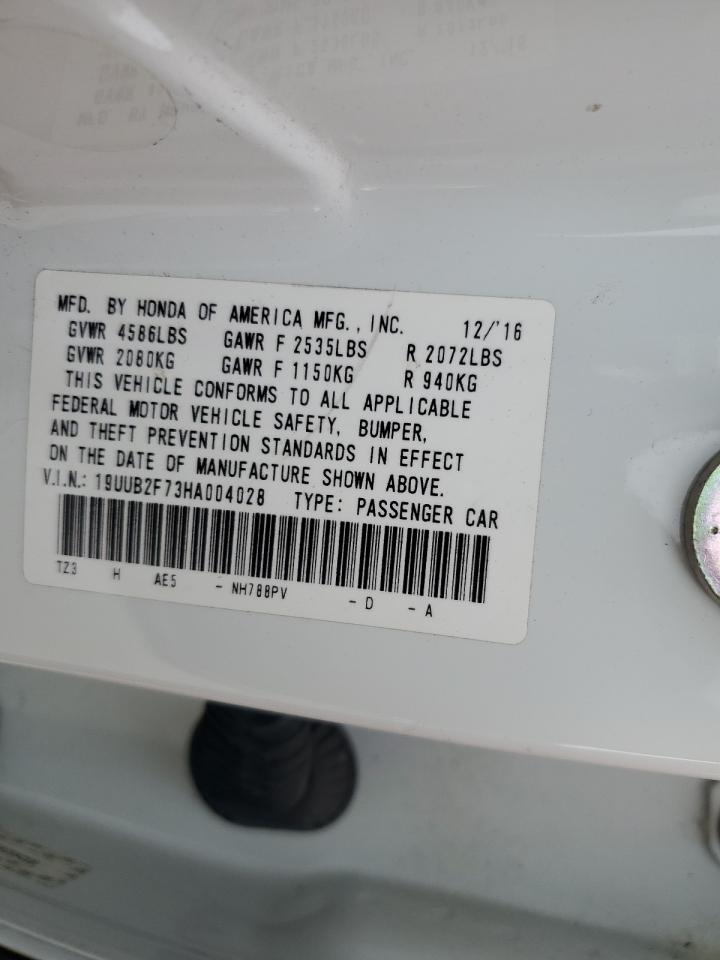 MFD. BY HONDA OF AMERICA MFG., INC. 12/'16
GVWR 4586LBS GAWR F 2535LBS R 2072LBS
GVWR 2080KG GAWR F 1150KG R 940KG
THIS VEHICLE CONFORMS TO ALL APPLICABLE
FEDERAL MOTOR VEHICLE SAFETY, BUMPER,
AND THEFT PREVENTION STANDARDS IN EFFECT
ON THE DATE OF MANUFACTURE SHOWN ABOVE.
V.I.N.: 19UUB2F73HA004028 TYPE: PASSENGER CAR
TZ3 H AE5 - NH788PV - D - A